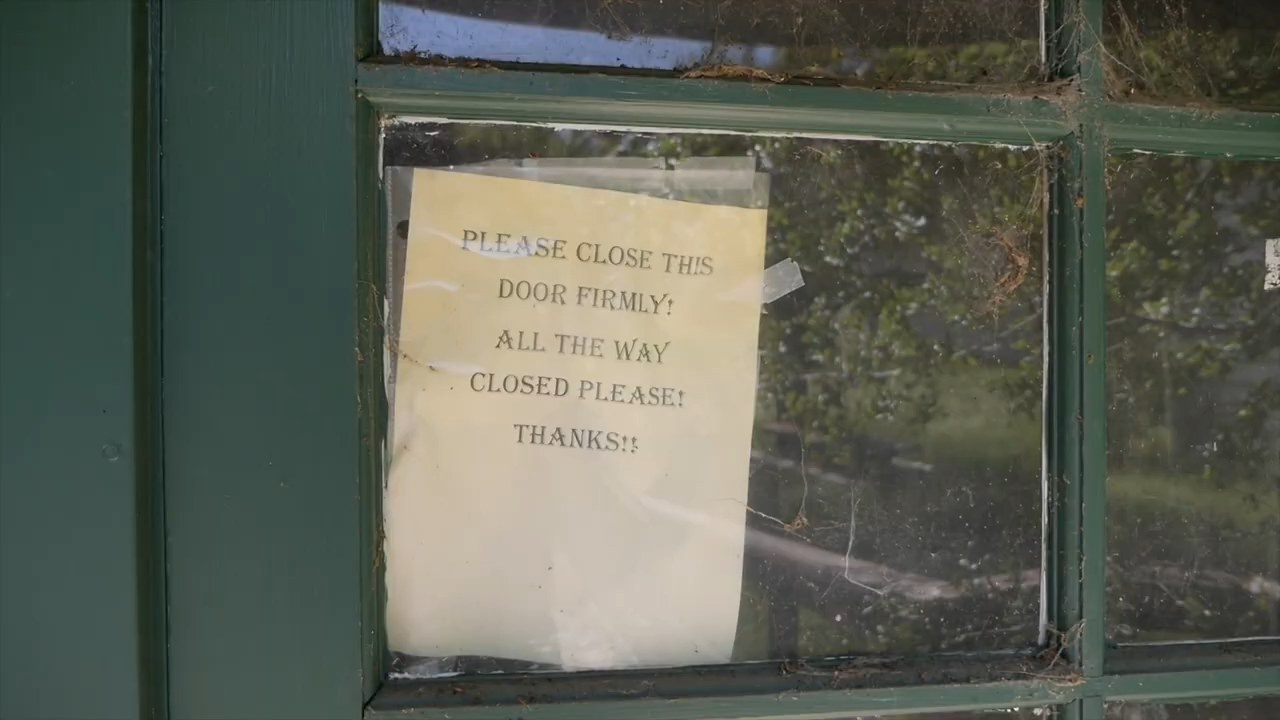 PLEASE CLOSE THIS
DOOR FIRMLY!
ALL THE WAY
CLOSED PLEASE!
THANKS!!